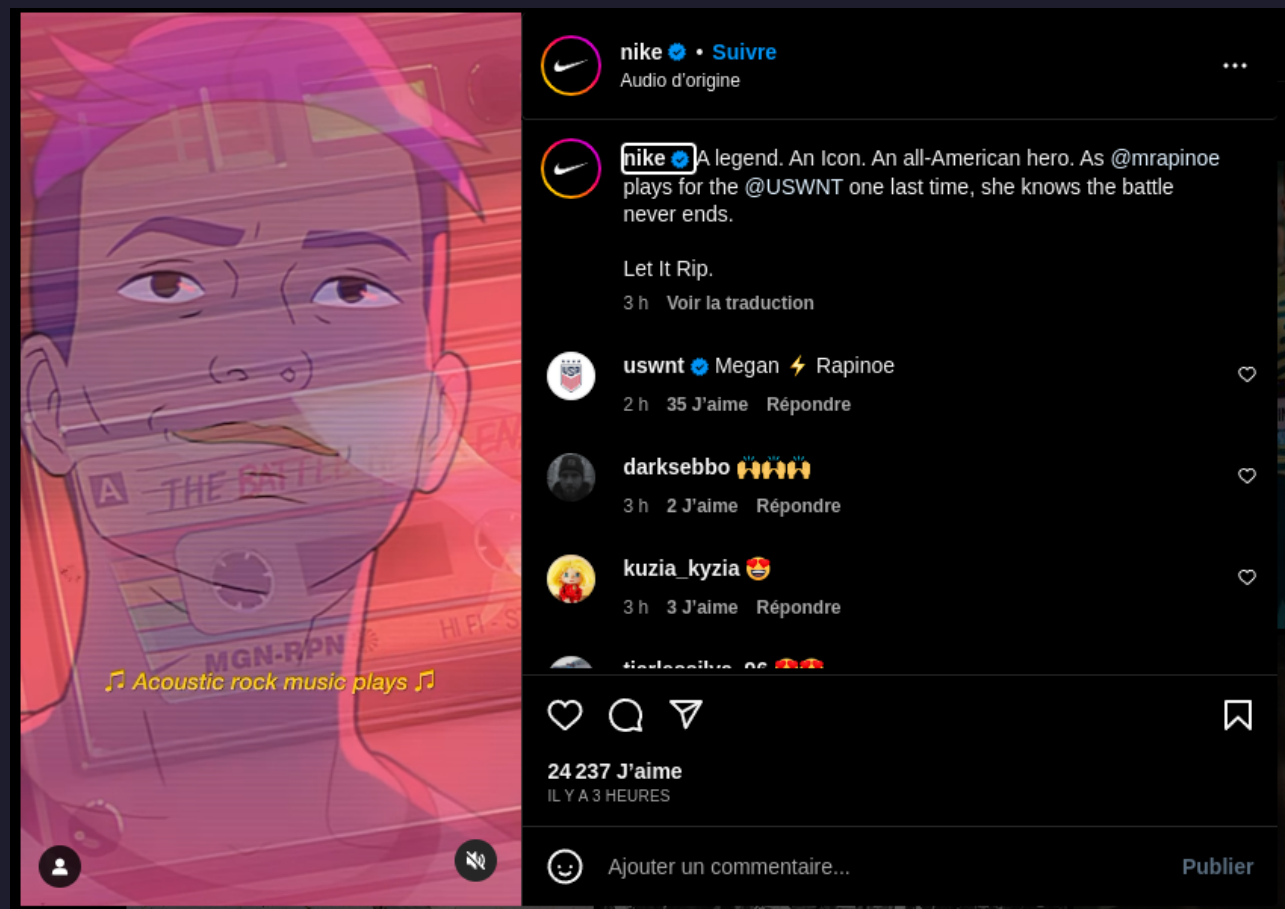 A
THE BATTLE
MGN-RPN
HI FI - S
♫ Acoustic rock music plays ♫
nike • Suivre
Audio d’origine
nike A legend. An Icon. An all-American hero. As @mrapinoe
plays for the @USWNT one last time, she knows the battle
never ends.
Let It Rip.
3 h Voir la traduction
uswnt Megan ⚡ Rapinoe
2 h 35 J’aime Répondre
darksebbo 🙌🙌🙌
3 h 2 J’aime Répondre
kuzia_kyzia 😍
3 h 3 J’aime Répondre
24 237 J’aime
IL Y A 3 HEURES
Ajouter un commentaire...
Publier